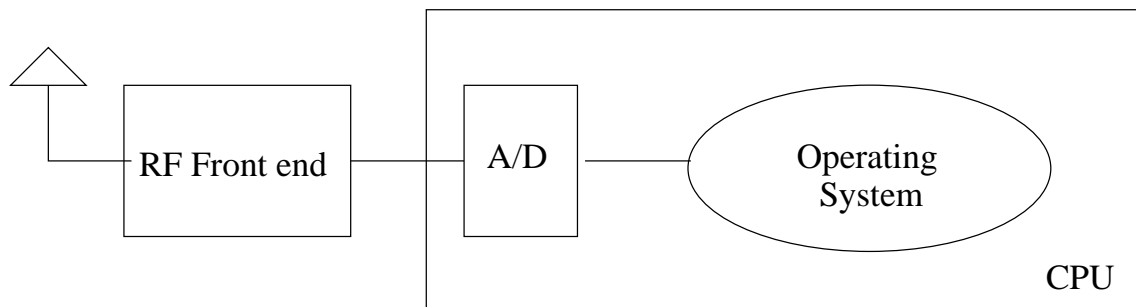 RF Front end
A/D
Operating
System
CPU